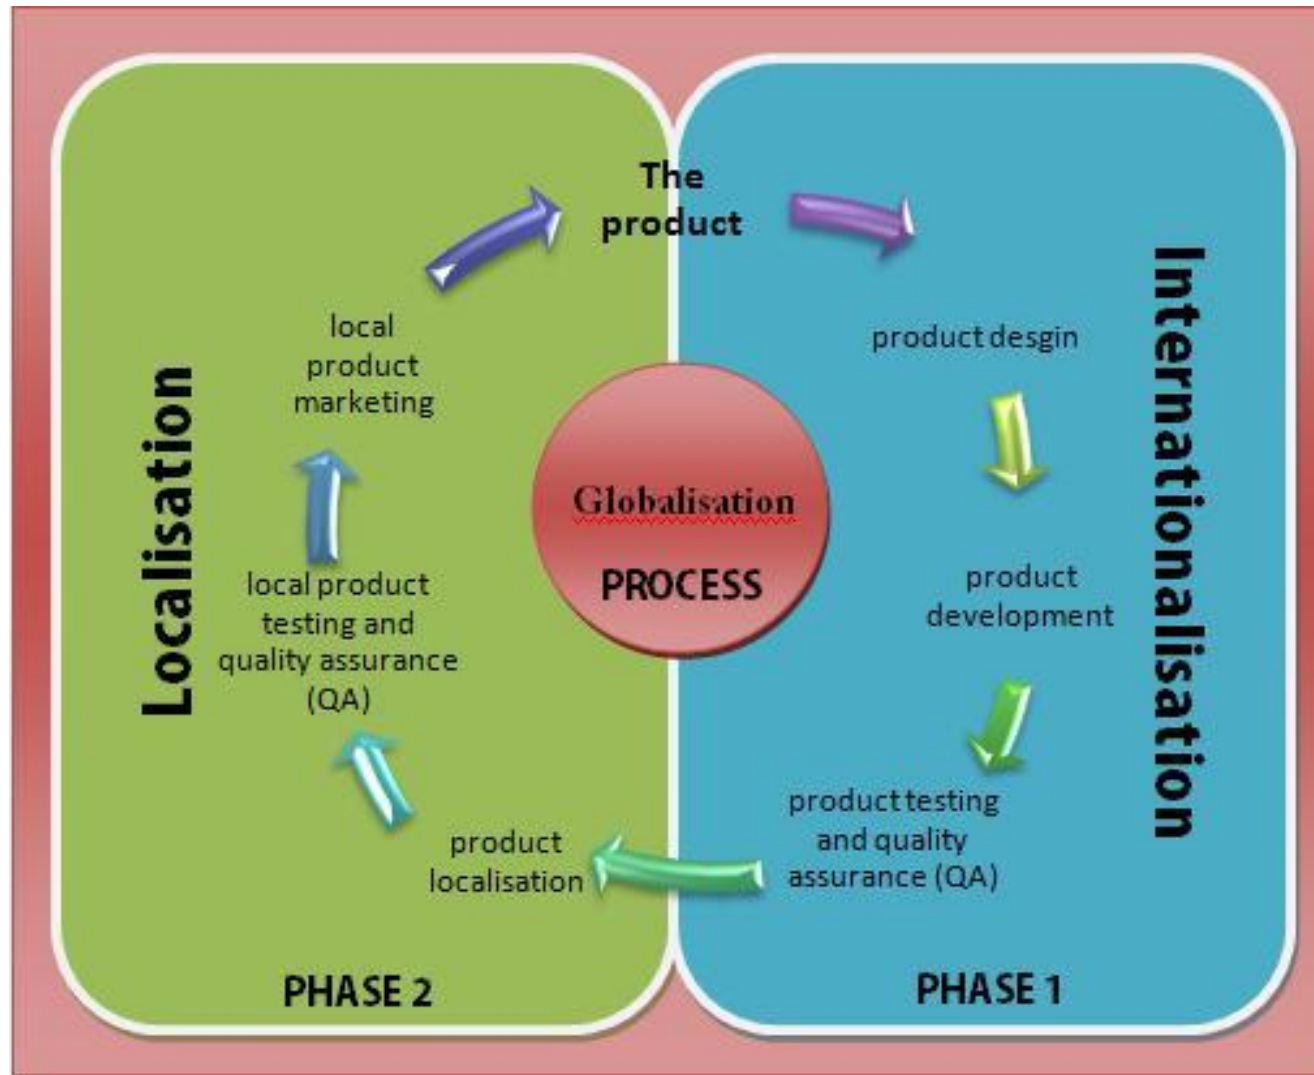 The
product
product desgin
product
development
product testing
and quality
assurance (QA)
product
localisation
local product
testing and
quality assurance
(QA)
local
product
marketing
Globalisation
PROCESS
Localisation
Internationalisation
PHASE 2
PHASE 1